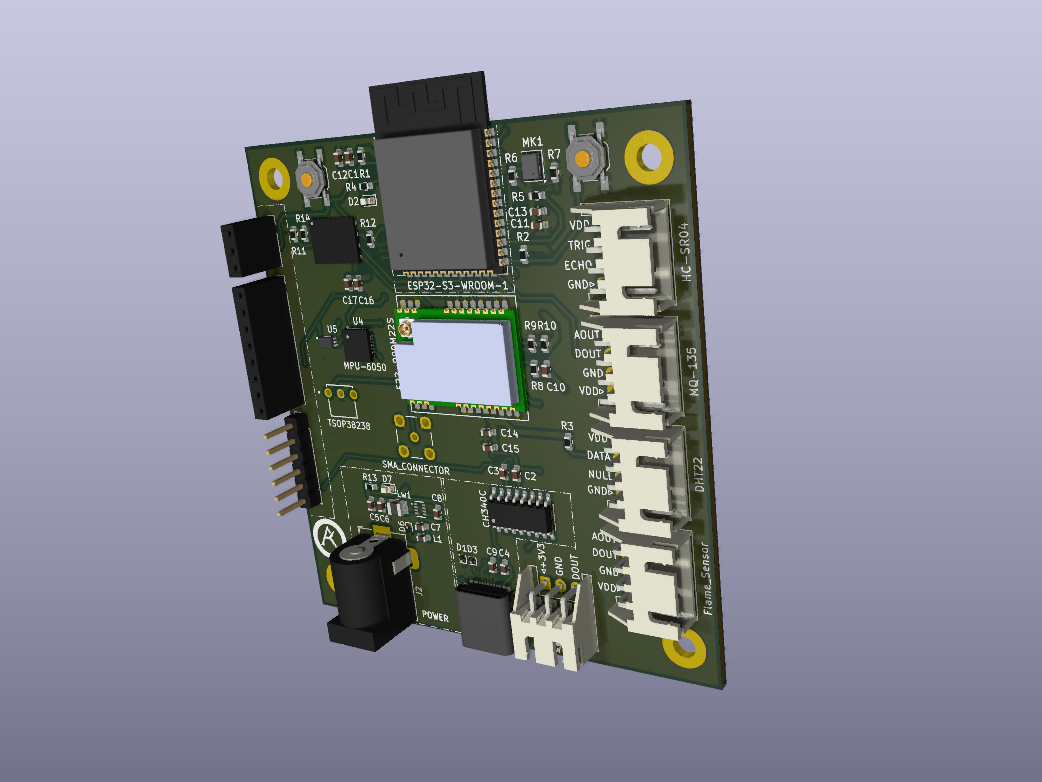 MK1
R6
R7
C12C1R1
R4
D2
R5
C13
C11
R2
R14
R12
R11
VDD
TRIG
ECHO
GND
HC-SR04
ESP32-S3-WROOM-1
C17C16
U5
U4
MPU-6050
R9R10
R8 C10
AOUT
DOUT
GND
VDD
MQ-135
TSOP38238
SMA_CONNECTOR
C14
C15
R3
C3
C2
VDD
DATA
NULL
GND
DHT22
R13 D7
C8
C5C6
D6
C7
L1
CH340C
D1D3
C9C4
+3V3
GND
DOUT
AOUT
DOUT
GND
VDD
Flame_Sensor
J2
POWER